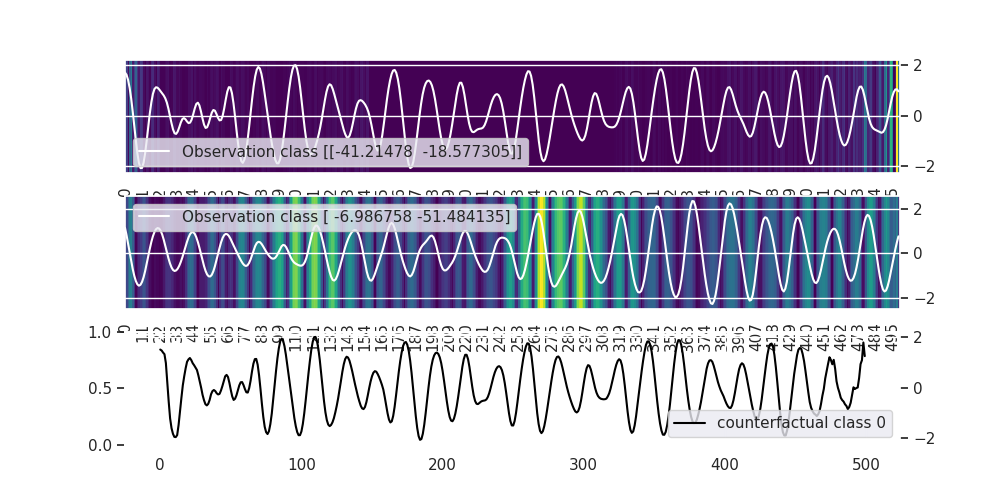 2
0
−2
Observation class [[-41.21478 -18.577305]]
Observation class [ -6.986758 -51.484135]
2
0
−2
0 11 22 33 44 55 66 77 88 99 110 121 132 143 154 165 176 187 198 209 220 231 242 253 264 275 286 297 308 319 330 341 352 363 374 385 396 407 418 429 440 451 462 473 484 495
1.0
0.5
0.0
2
0
−2
counterfactual class 0
0 100 200 300 400 500